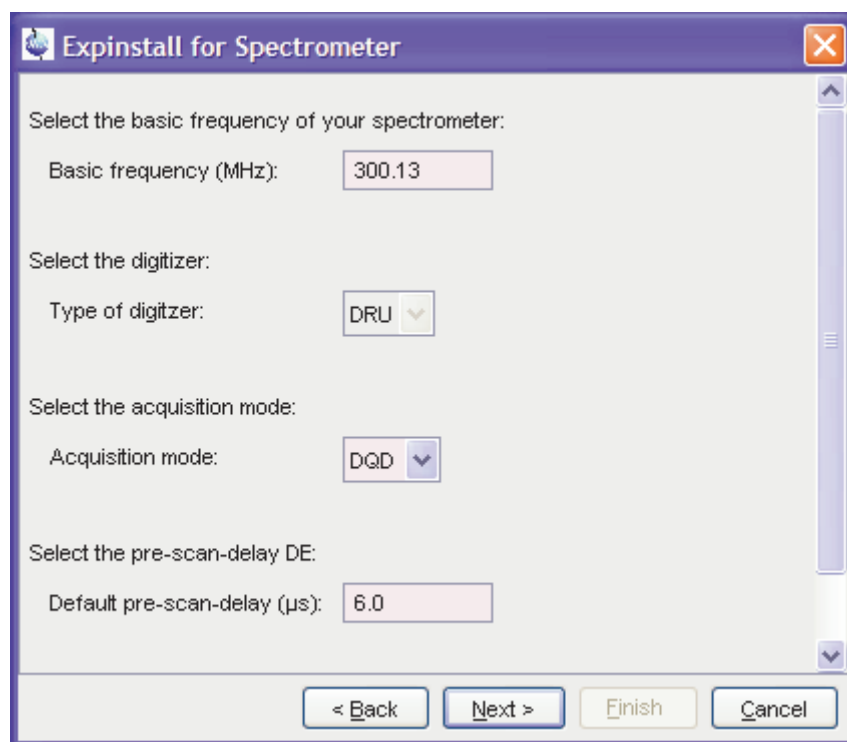 Expinstall for Spectrometer
Select the basic frequency of your spectrometer:
Basic frequency (MHz): 300.13
Select the digitizer:
Type of digitzer: DRU
Select the acquisition mode:
Acquisition mode: DQD
Select the pre-scan-delay DE:
Default pre-scan-delay (µs): 6.0
< Back Next > Finish Cancel